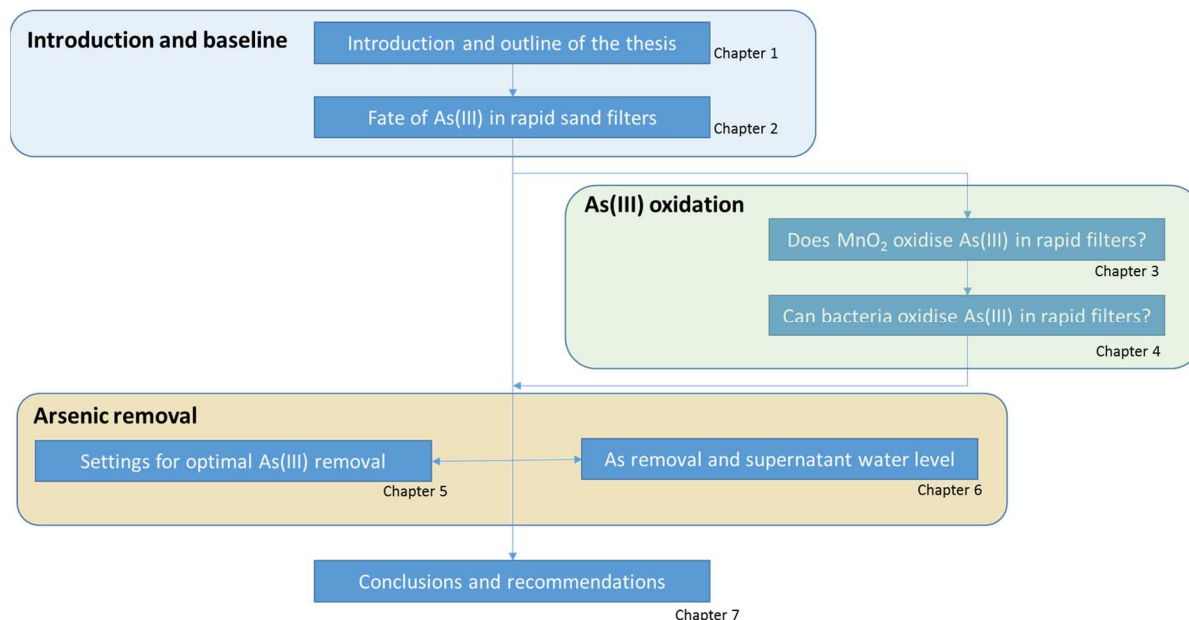 Introduction and baseline
Introduction and outline of the thesis
Chapter 1
Fate of As(III) in rapid sand filters
Chapter 2
As(III) oxidation
Does MnO₂ oxidise As(III) in rapid filters?
Chapter 3
Can bacteria oxidise As(III) in rapid filters?
Chapter 4
Arsenic removal
Settings for optimal As(III) removal
Chapter 5
As removal and supernatant water level
Chapter 6
Conclusions and recommendations
Chapter 7